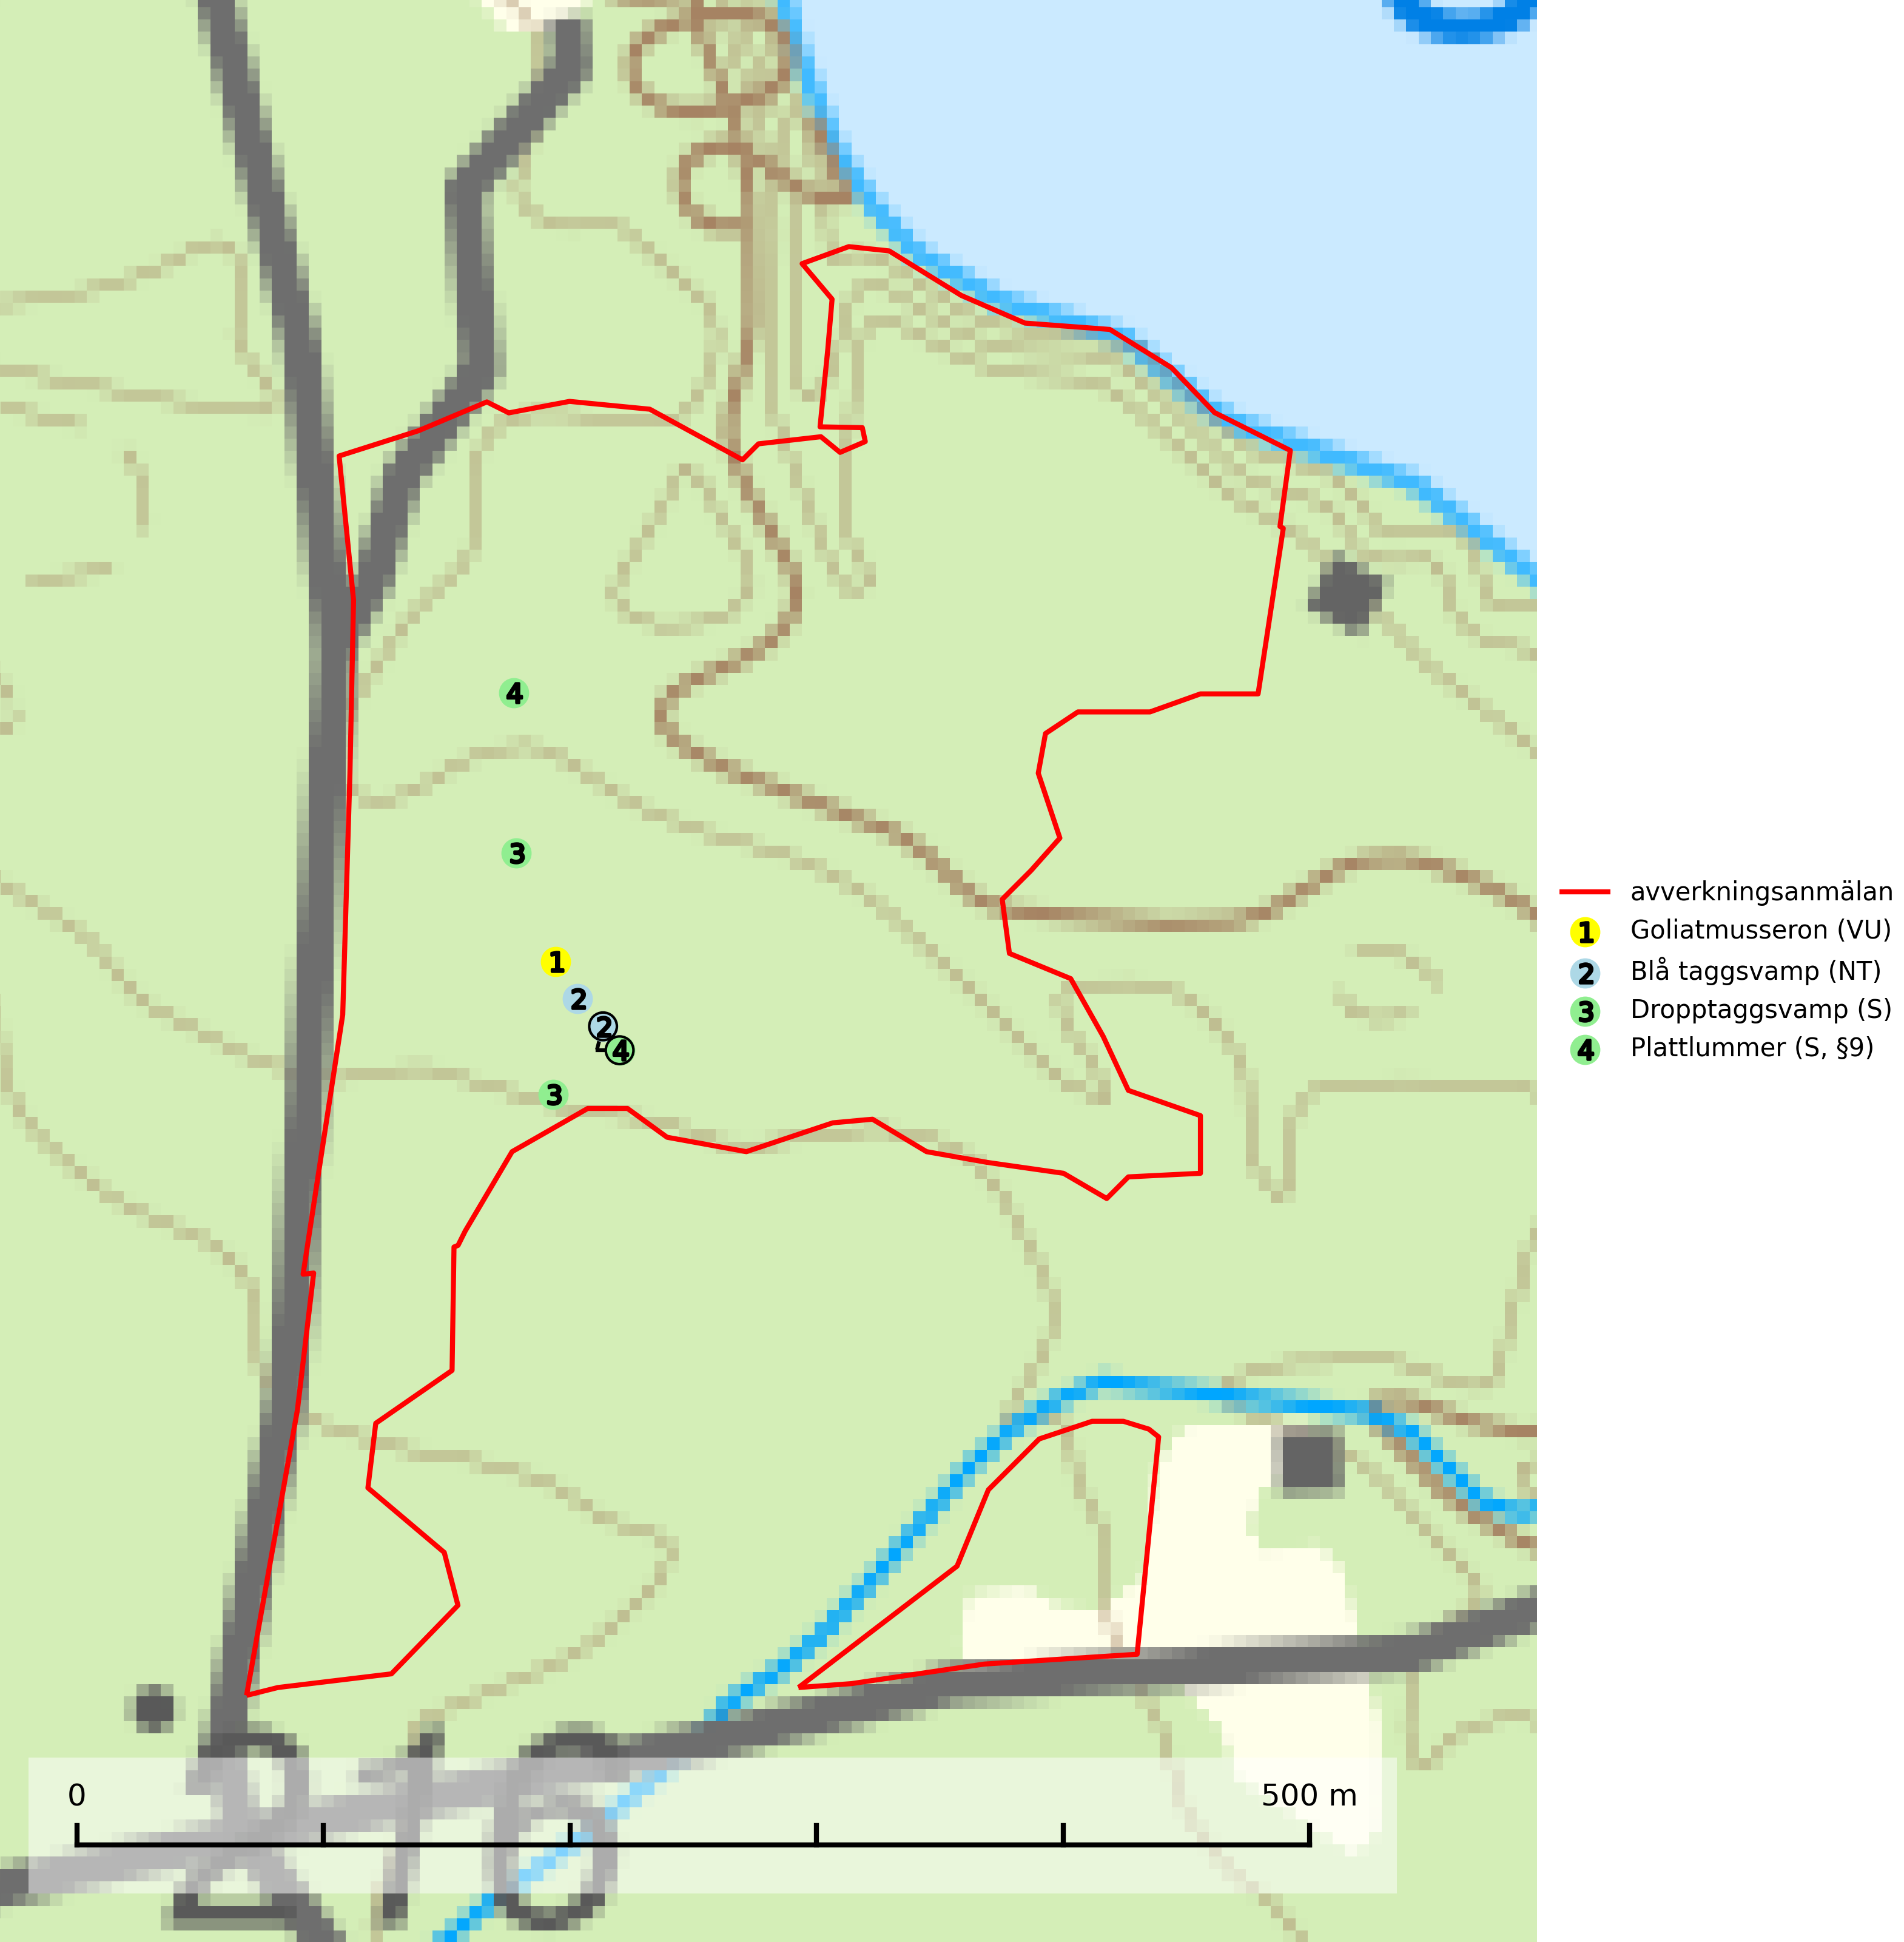 4
3
1
2
2
4
3
avverkningsanmälan
1 Goliatmusseron (VU)
2 Blå taggsvamp (NT)
3 Dropptaggsvamp (S)
4 Plattlummer (S, §9)
0 500 m